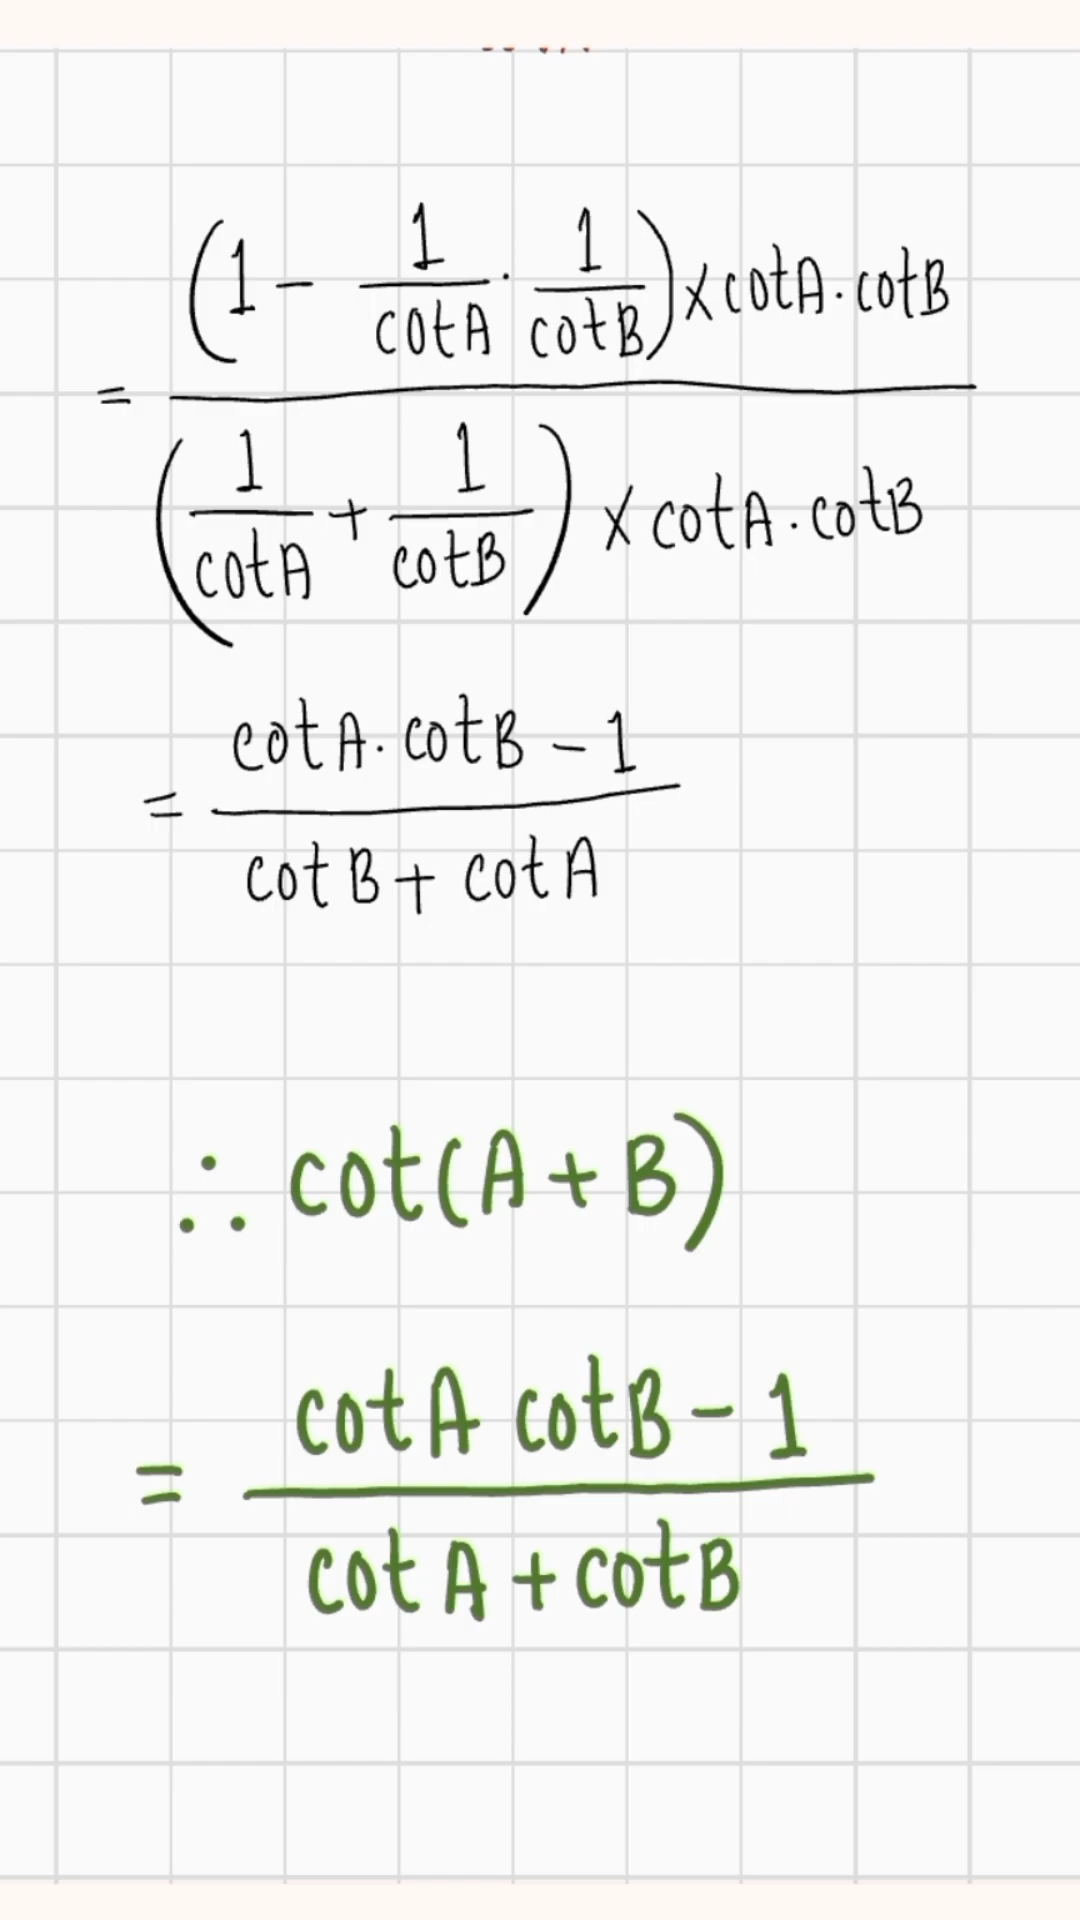 = (1 - 1/cotA · 1/cotB) × cotA · cotB
(1/cotA + 1/cotB) × cotA · cotB
= cotA · cotB - 1
cotB + cotA
∴ cot(A + B)
= cotA cotB - 1
cotA + cotB